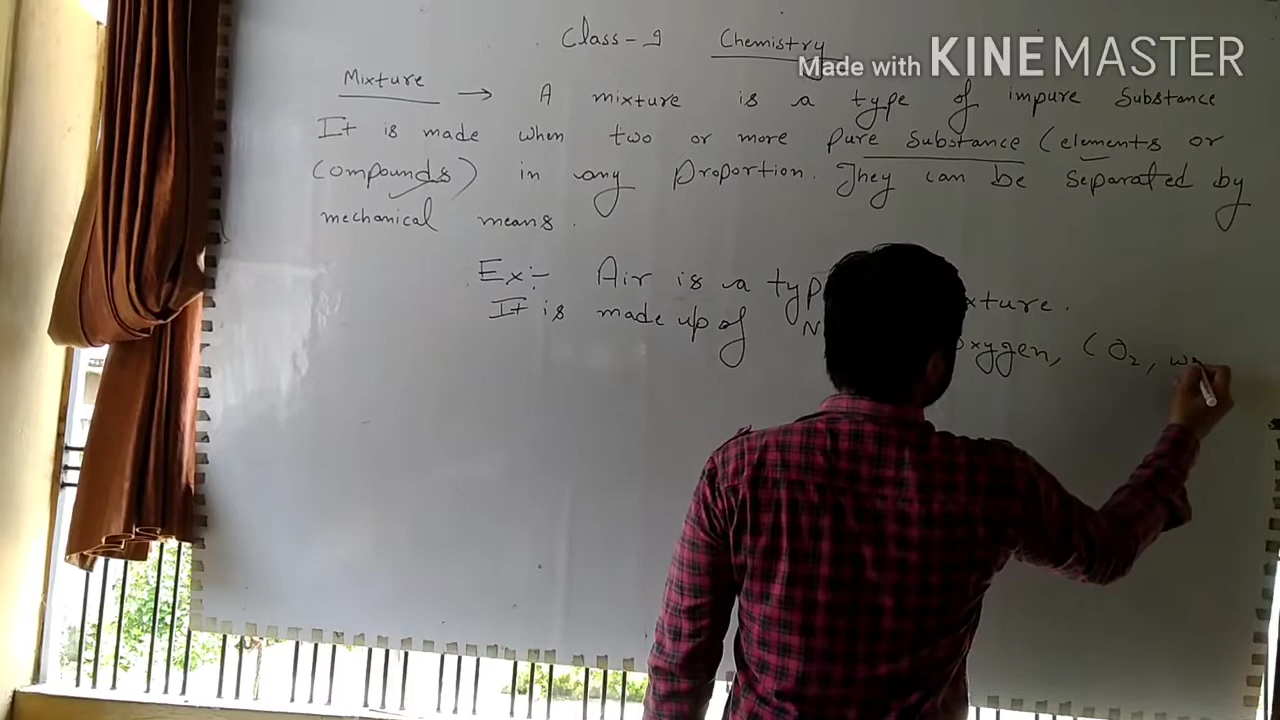 Class-9 Chemistry
Made with KINEMASTER
Mixture → A mixture is a type of impure Substance
It is made when two or more pure substance (elements or
Compounds) in any Proportion. They can be separated by
mechanical means.
Ex:- Air is a typ xture.
It is made up of N oxygen, CO2, wa